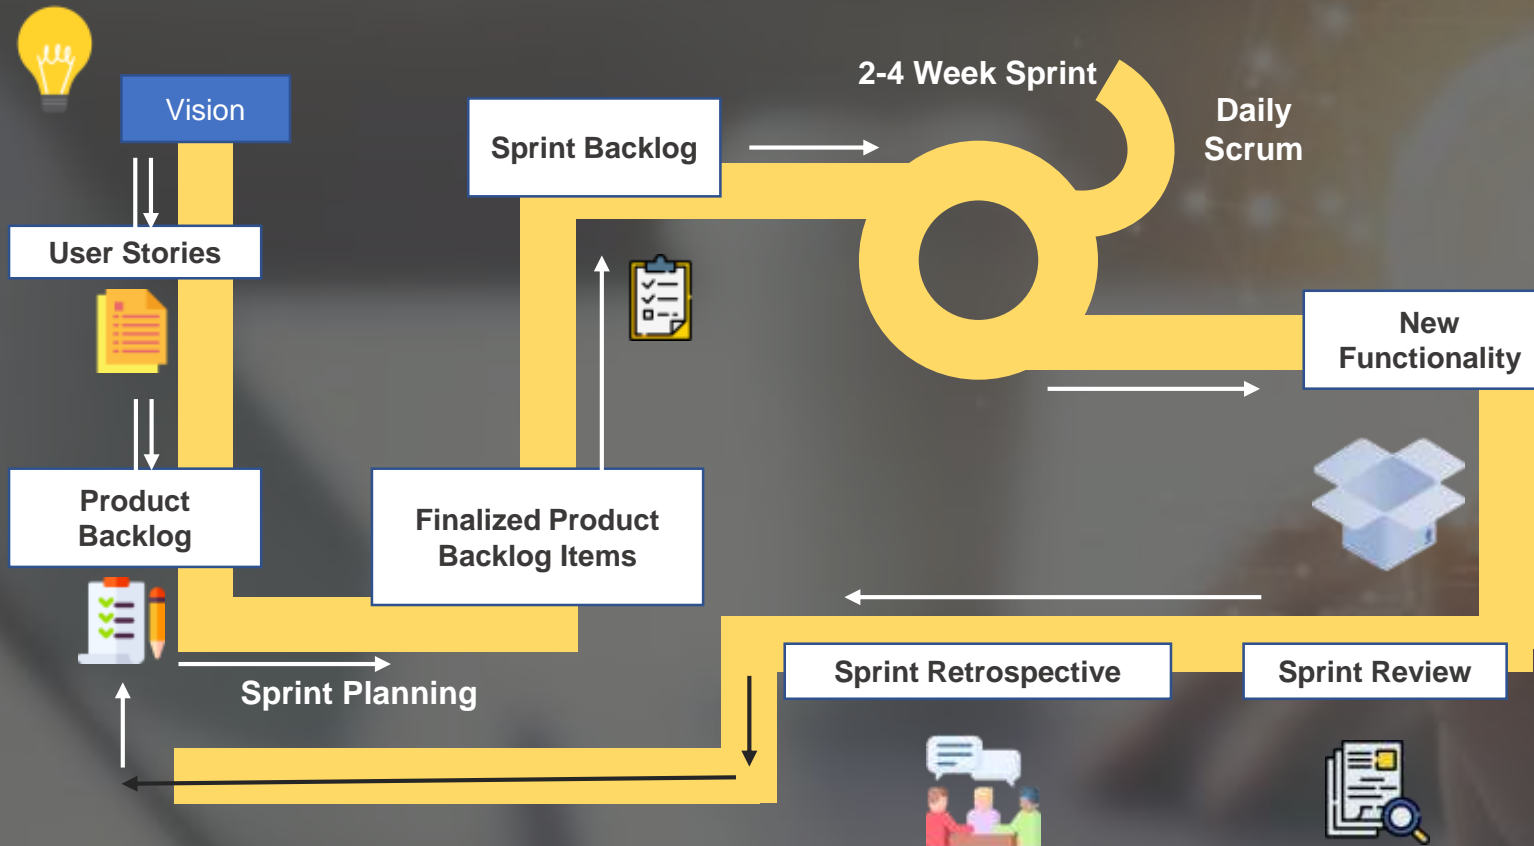 Vision
User Stories
Product
Backlog
Sprint Planning
Finalized Product
Backlog Items
Sprint Backlog
2-4 Week Sprint
Daily
Scrum
New
Functionality
Sprint Review
Sprint Retrospective